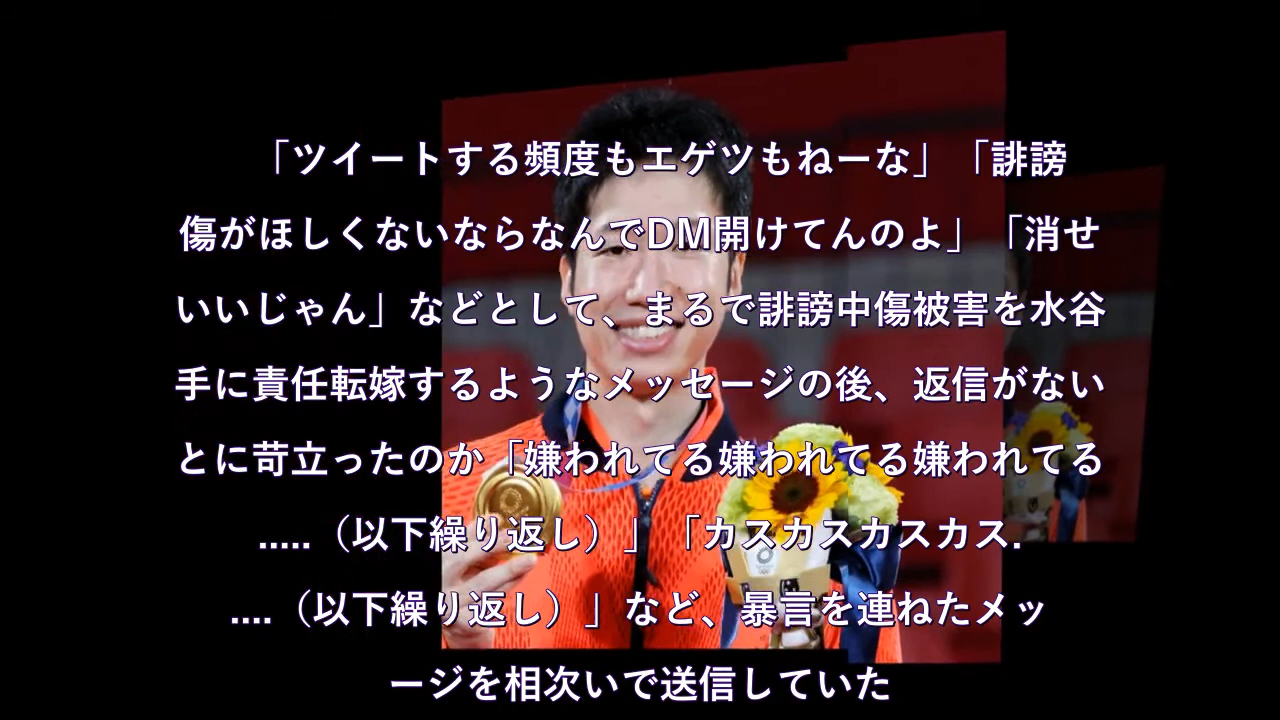 「ツイートする頻度もエゲツもねーな」「誹謗
傷がほしくないならなんでDM開けてんのよ」「消せ
いいじゃん」などとして、まるで誹謗中傷被害を水谷
手に責任転嫁するようなメッセージの後、返信がない
とに苛立ったのか「嫌われてる嫌われてる嫌われてる
.....（以下繰り返し）」「カスカスカスカス.
....（以下繰り返し）」など、暴言を連ねたメッ
ージを相次いで送信していた